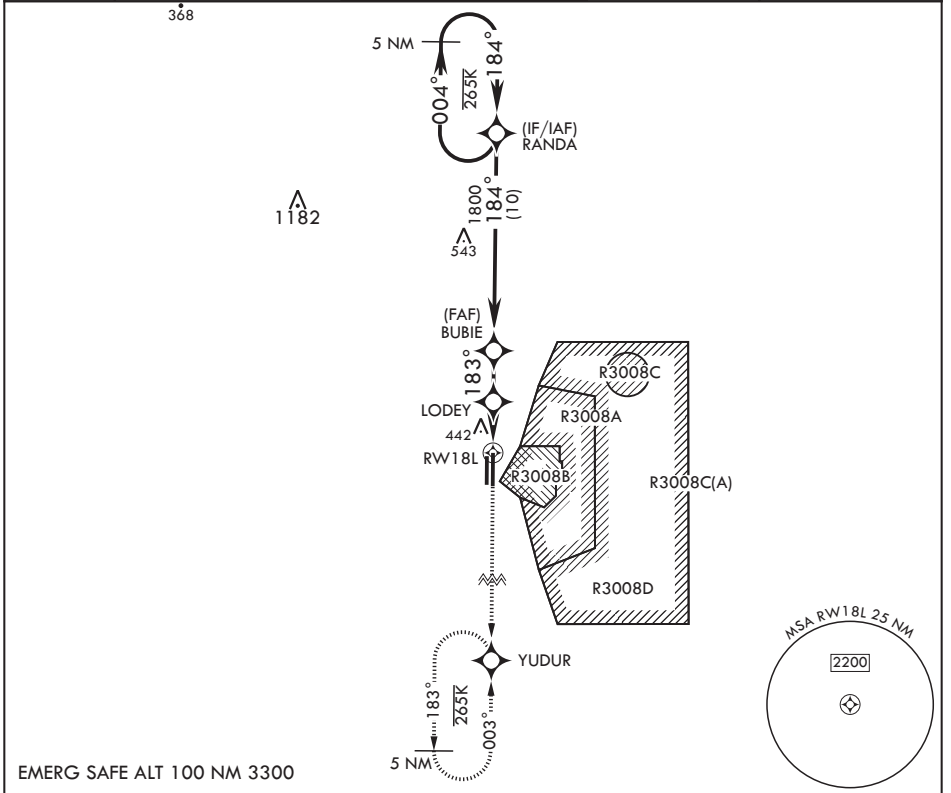 368
5 NM
004°
265K
184°
(IF/IAF)
RANDA
1182
1800
184°
(10)
543
(FAF)
BUBIE
183°
LODEY
442
RW18L
R3008C
R3008A
R3008B
R3008C(A)
R3008D
YUDUR
183°
265K
003°
5 NM
MSA RW18L 25 NM
2200
EMERG SAFE ALT 100 NM 3300